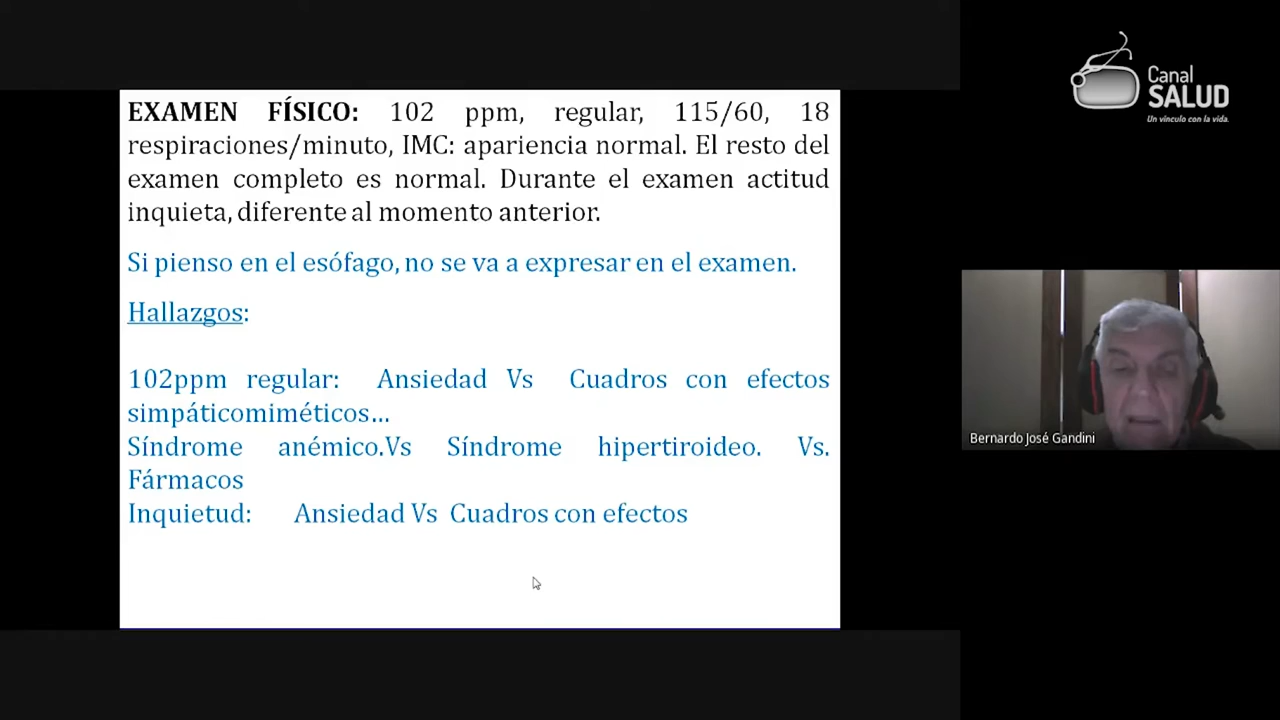 EXAMEN FÍSICO: 102 ppm, regular, 115/60, 18
respiraciones/minuto, IMC: apariencia normal. El resto del
examen completo es normal. Durante el examen actitud
inquieta, diferente al momento anterior.
Si pienso en el esófago, no se va a expresar en el examen.
Hallazgos:
102ppm regular: Ansiedad Vs Cuadros con efectos
simpáticomiméticos...
Síndrome anémico.Vs Síndrome hipertiroideo. Vs.
Fármacos
Inquietud: Ansiedad Vs Cuadros con efectos
Canal
SALUD
Un vínculo con la vida.
Bernardo José Gandini